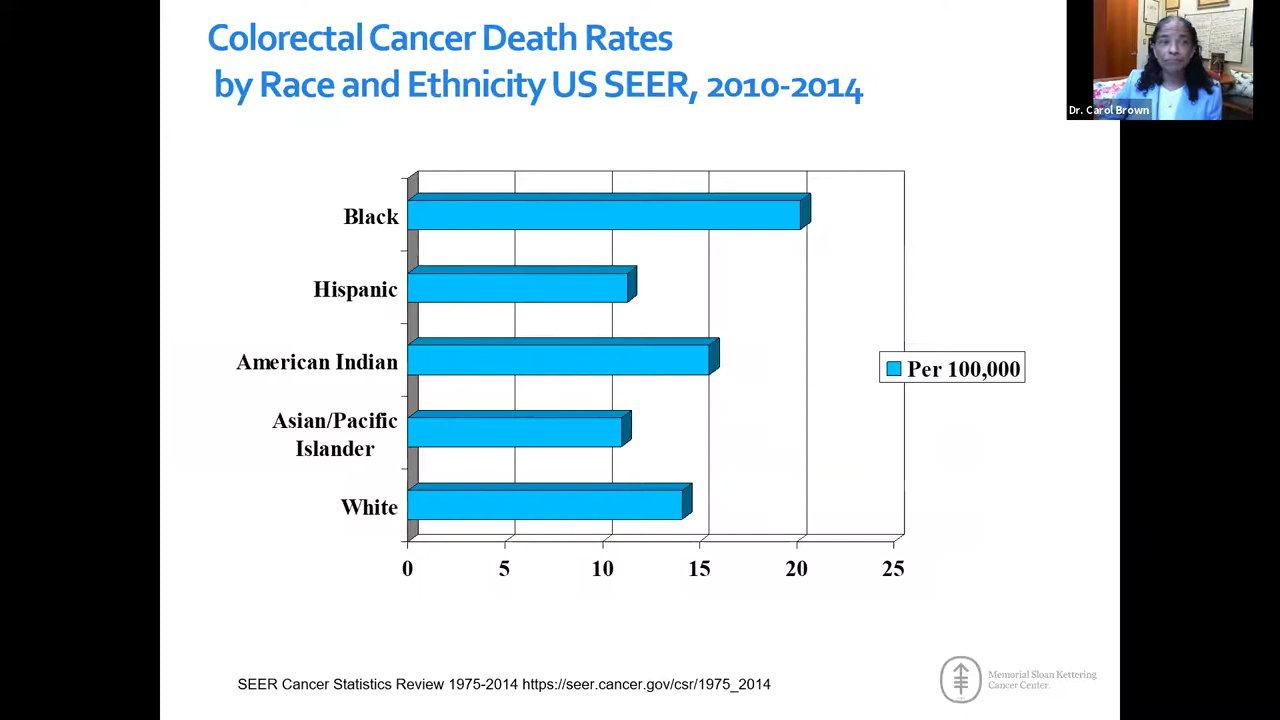 Colorectal Cancer Death Rates
by Race and Ethnicity US SEER, 2010-2014
Dr. Carol Brown
Black
Hispanic
American Indian
Asian/Pacific
Islander
White
Per 100,000
0 5 10 15 20 25
SEER Cancer Statistics Review 1975-2014 https://seer.cancer.gov/csr/1975_2014
Memorial Sloan Kettering
Cancer Center